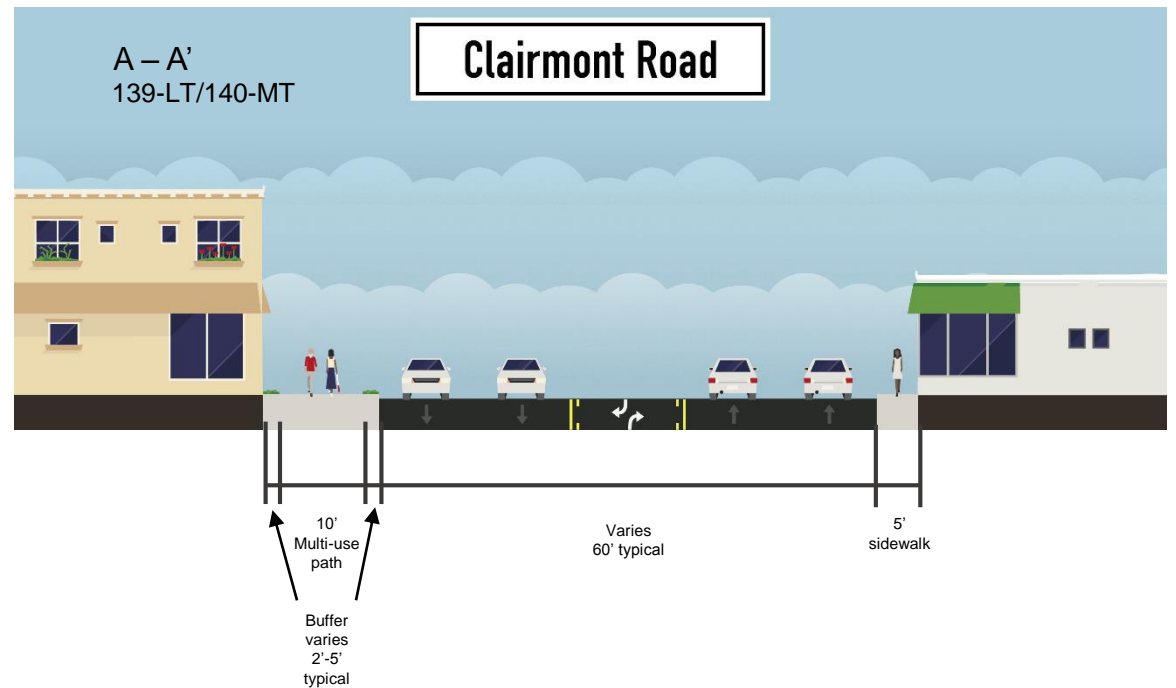 A – A’
139-LT/140-MT
Clairmont Road
10’
Multi-use
path
Varies
60’ typical
5’
sidewalk
Buffer
varies
2’-5’
typical